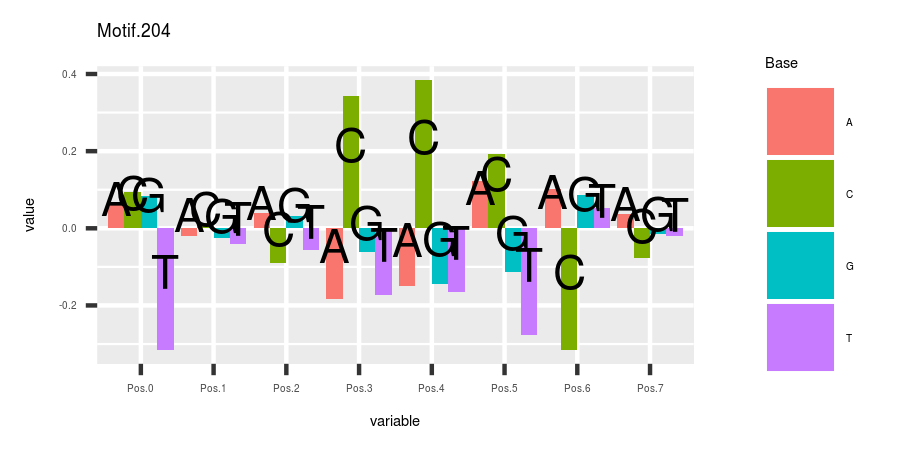 Motif.204
Base
0.4
0.2
0.0
-0.2
value
A C G T A C G T A C G T A C G T A C G T A C G T A C G T A C G T
A
C
G
T
Pos.0 Pos.1 Pos.2 Pos.3 Pos.4 Pos.5 Pos.6 Pos.7
variable